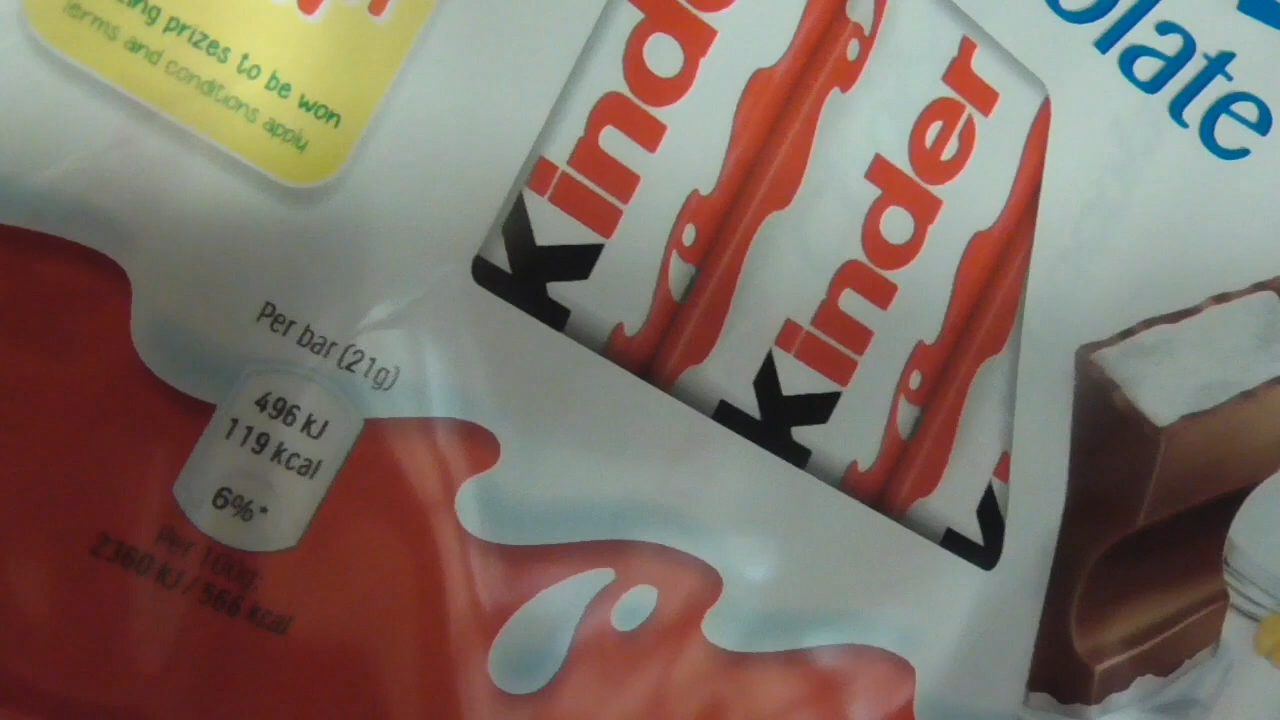 prizes to be won
terms and conditions apply
Kinde
Kinder
olate
Per bar (21g)
496 kJ
119 kcal
6%*
Per 100g:
2360 kJ / 566 kcal